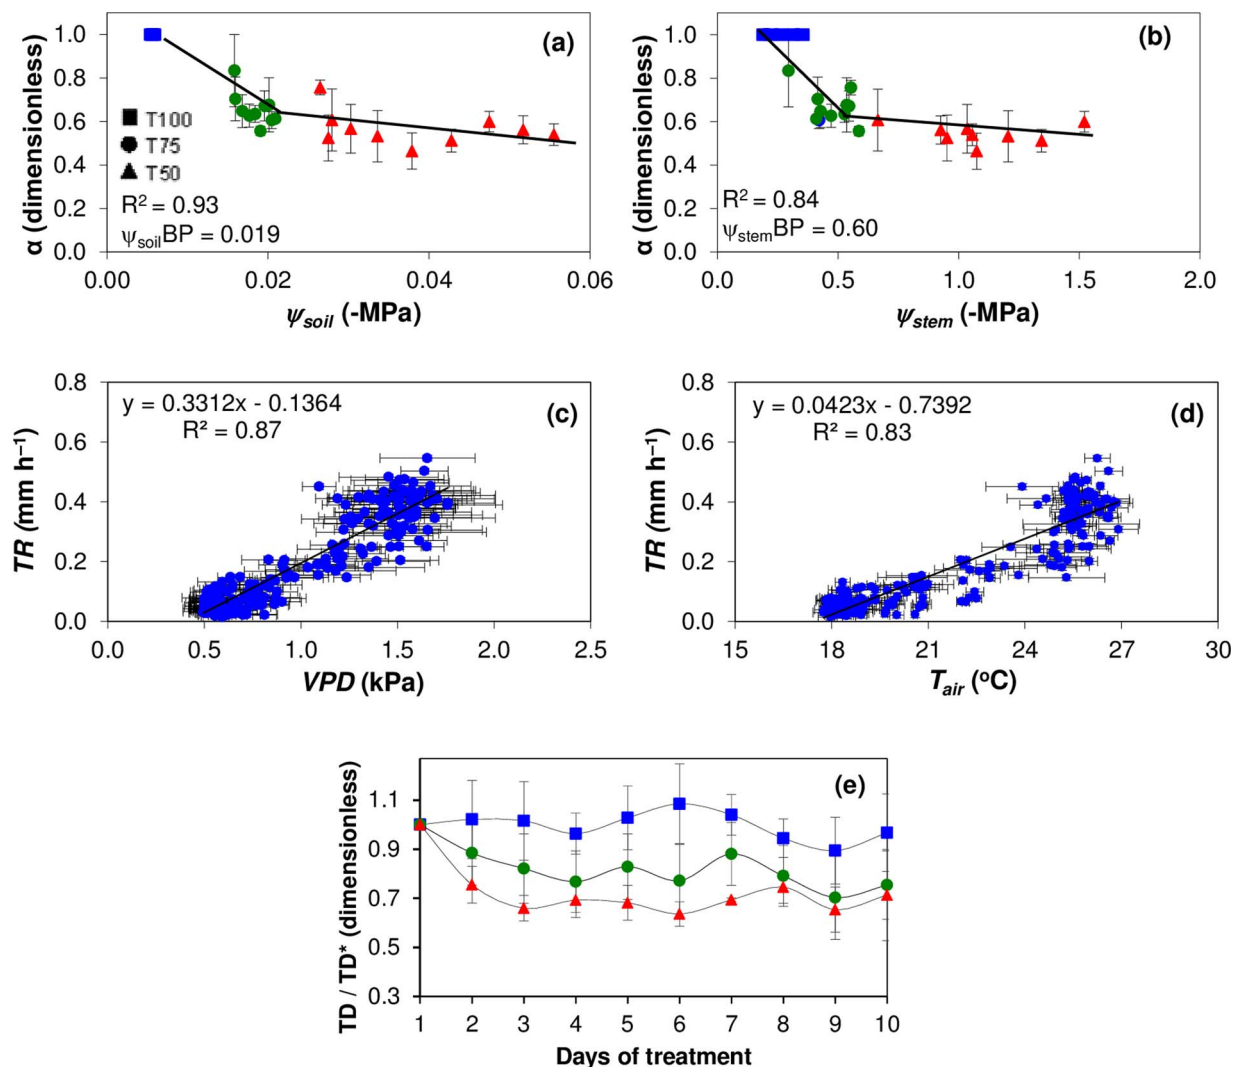 1.0
0.8
0.6
0.4
0.2
0.0
α (dimensionless)
(a)
T100
T75
T50
R² = 0.93
ψsoilBP = 0.019
0.00 0.02 0.04 0.06
ψsoil (-MPa)
1.0
0.8
0.6
0.4
0.2
0.0
α (dimensionless)
(b)
R² = 0.84
ψstemBP = 0.60
0.0 0.5 1.0 1.5 2.0
ψstem (-MPa)
0.8
0.6
0.4
0.2
0.0
TR (mm h⁻¹)
y = 0.3312x - 0.1364
R² = 0.87
(c)
0.0 0.5 1.0 1.5 2.0 2.5
VPD (kPa)
0.8
0.6
0.4
0.2
0.0
TR (mm h⁻¹)
y = 0.0423x - 0.7392
R² = 0.83
(d)
15 18 21 24 27 30
Tair (ºC)
1.1
0.9
0.7
0.5
0.3
TD / TD* (dimensionless)
(e)
1 2 3 4 5 6 7 8 9 10
Days of treatment